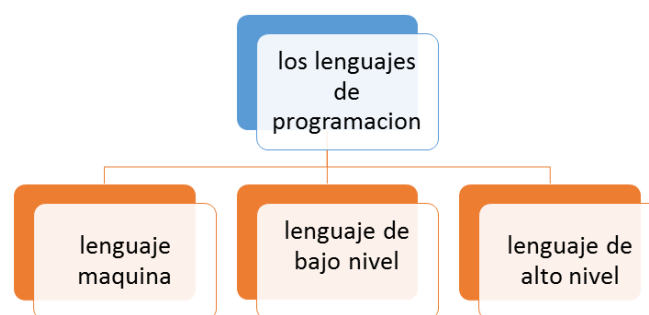 los lenguajes
de
programacion
lenguaje
maquina
lenguaje de
bajo nivel
lenguaje de
alto nivel